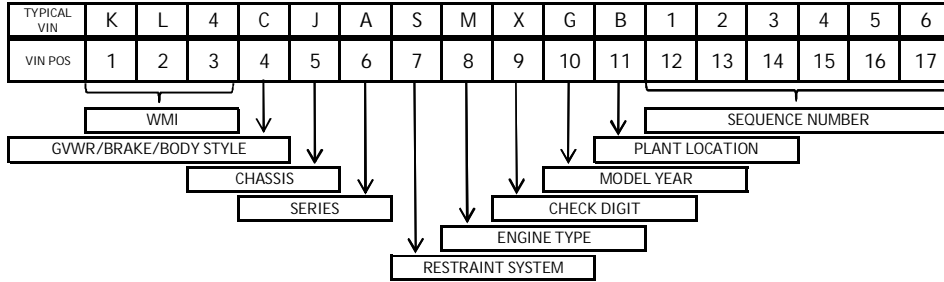 TYPICAL VIN K L 4 C J A S M X G B 1 2 3 4 5 6
VIN POS 1 2 3 4 5 6 7 8 9 10 11 12 13 14 15 16 17
WMI SEQUENCE NUMBER
GVWR/BRAKE/BODY STYLE PLANT LOCATION
CHASSIS MODEL YEAR
SERIES CHECK DIGIT
ENGINE TYPE
RESTRAINT SYSTEM